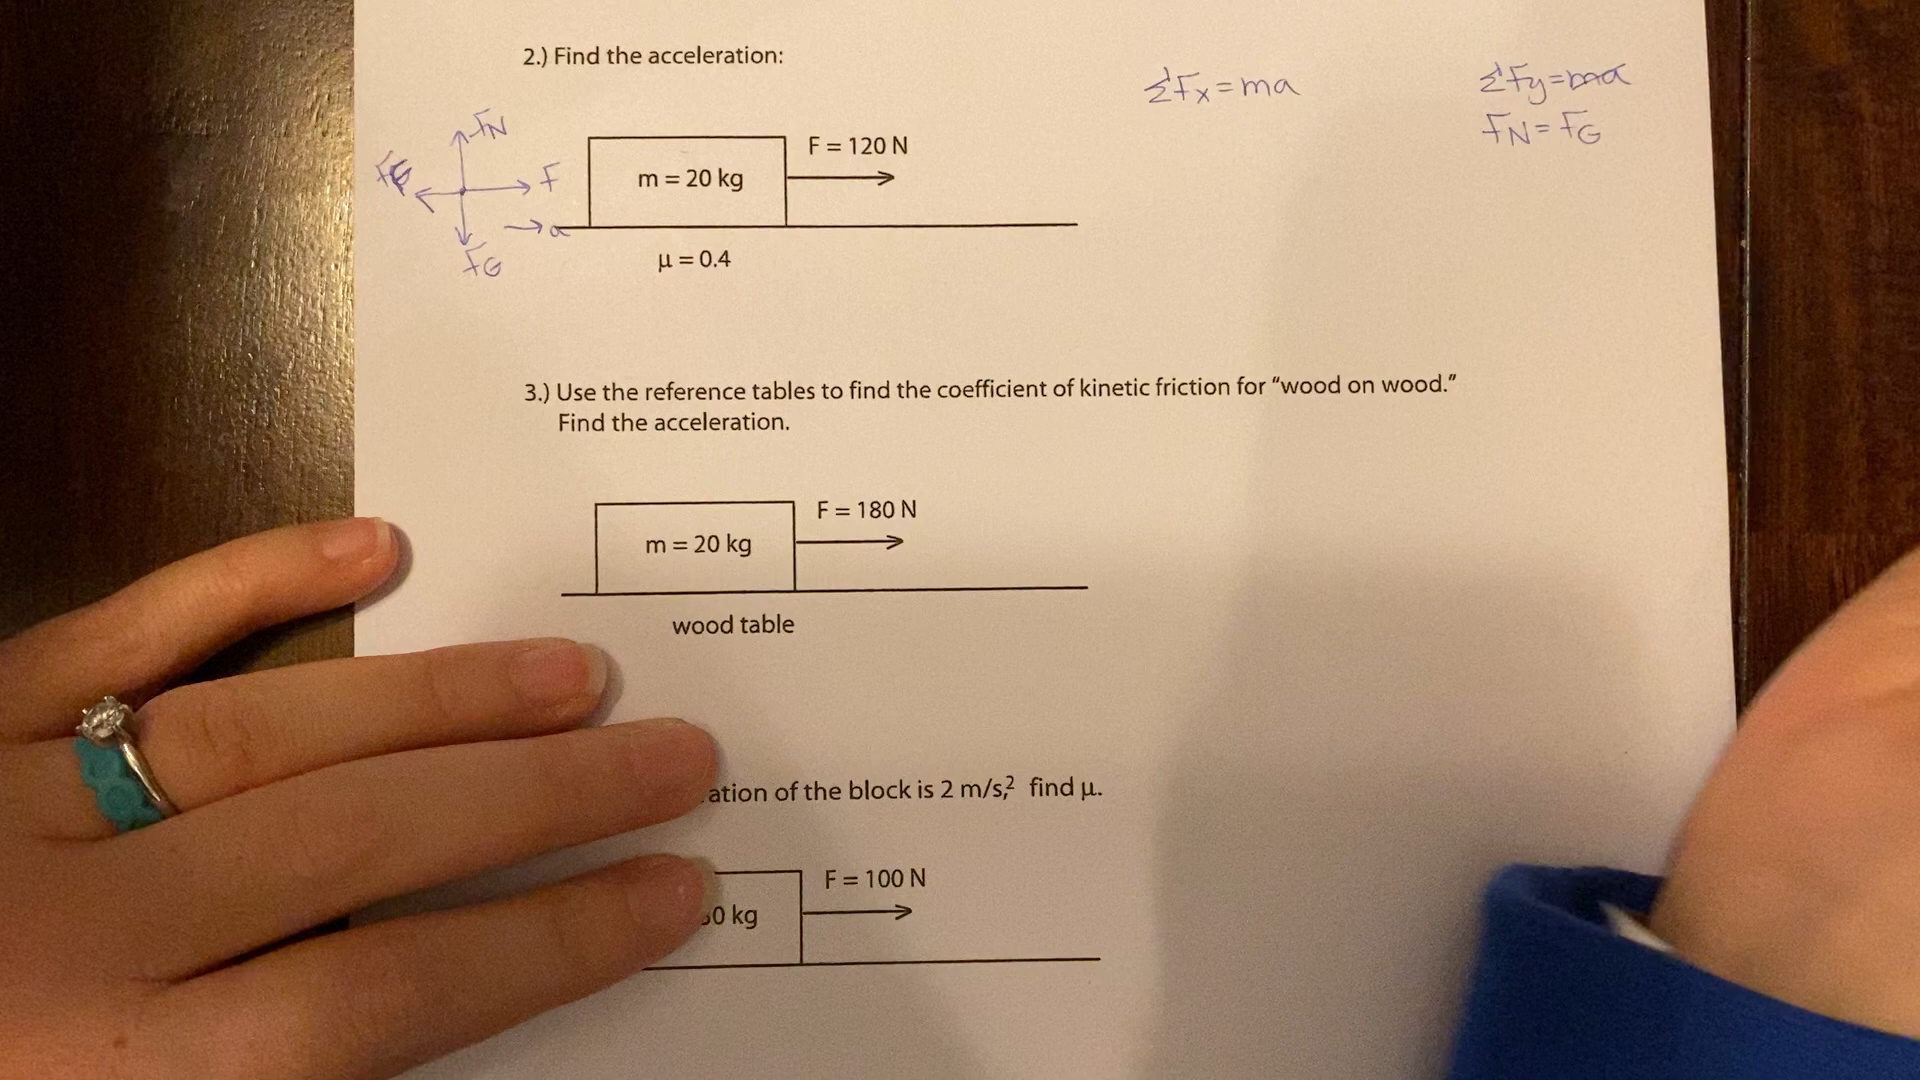 2.) Find the acceleration:
ΣFx = ma
ΣFy = ma
FN = FG
FN
F
FG
→ a
F = 120 N
m = 20 kg
μ = 0.4
3.) Use the reference tables to find the coefficient of kinetic friction for “wood on wood.”
Find the acceleration.
F = 180 N
m = 20 kg
wood table
ation of the block is 2 m/s,² find μ.
F = 100 N
0 kg